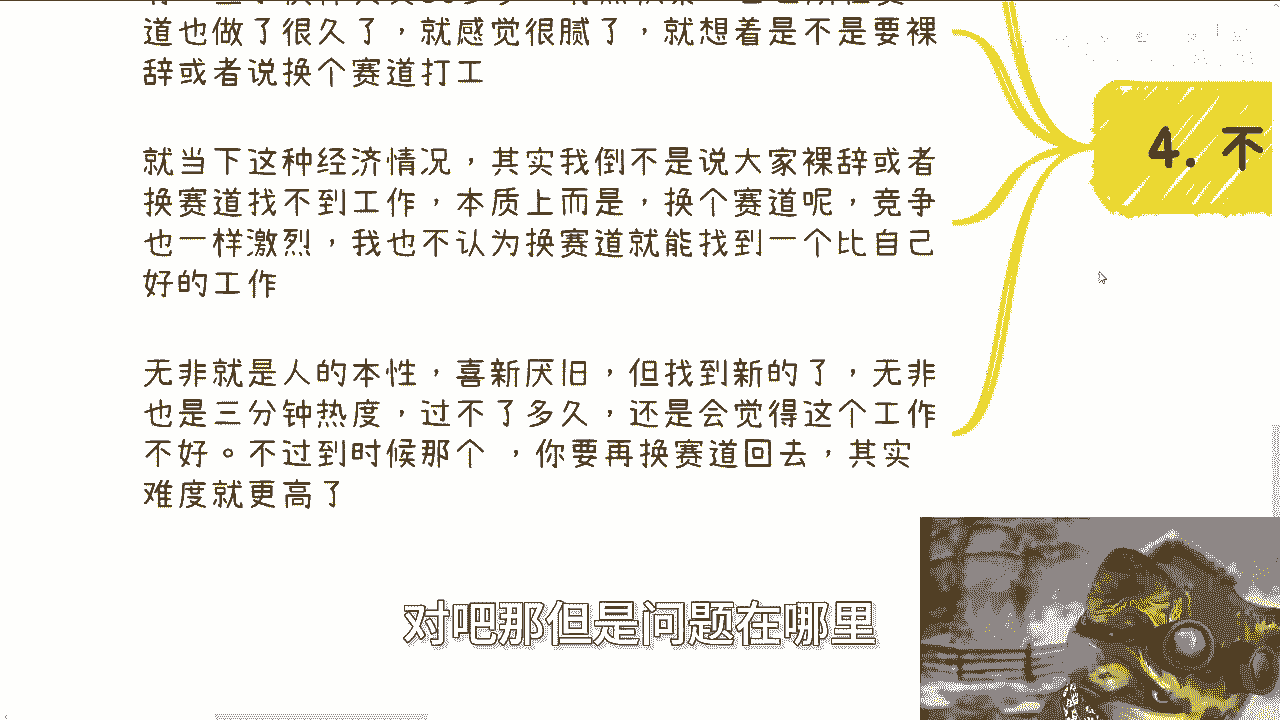 道也做了很久了，就感觉很腻了，就想着是不是要裸
辞或者说换个赛道打工
就当下这种经济情况，其实我倒不是说大家裸辞或者
换赛道找不到工作，本质上而是，换个赛道呢，竞争
也一样激烈，我也不认为换赛道就能找到一个比自己
好的工作
无非就是人的本性，喜新厌旧，但找到新的了，无非
也是三分钟热度，过不了多久，还是会觉得这个工作
不好。不过到时候那个 ，你要再换赛道回去，其实
难度就更高了
4. 不
对吧那但是问题在哪里